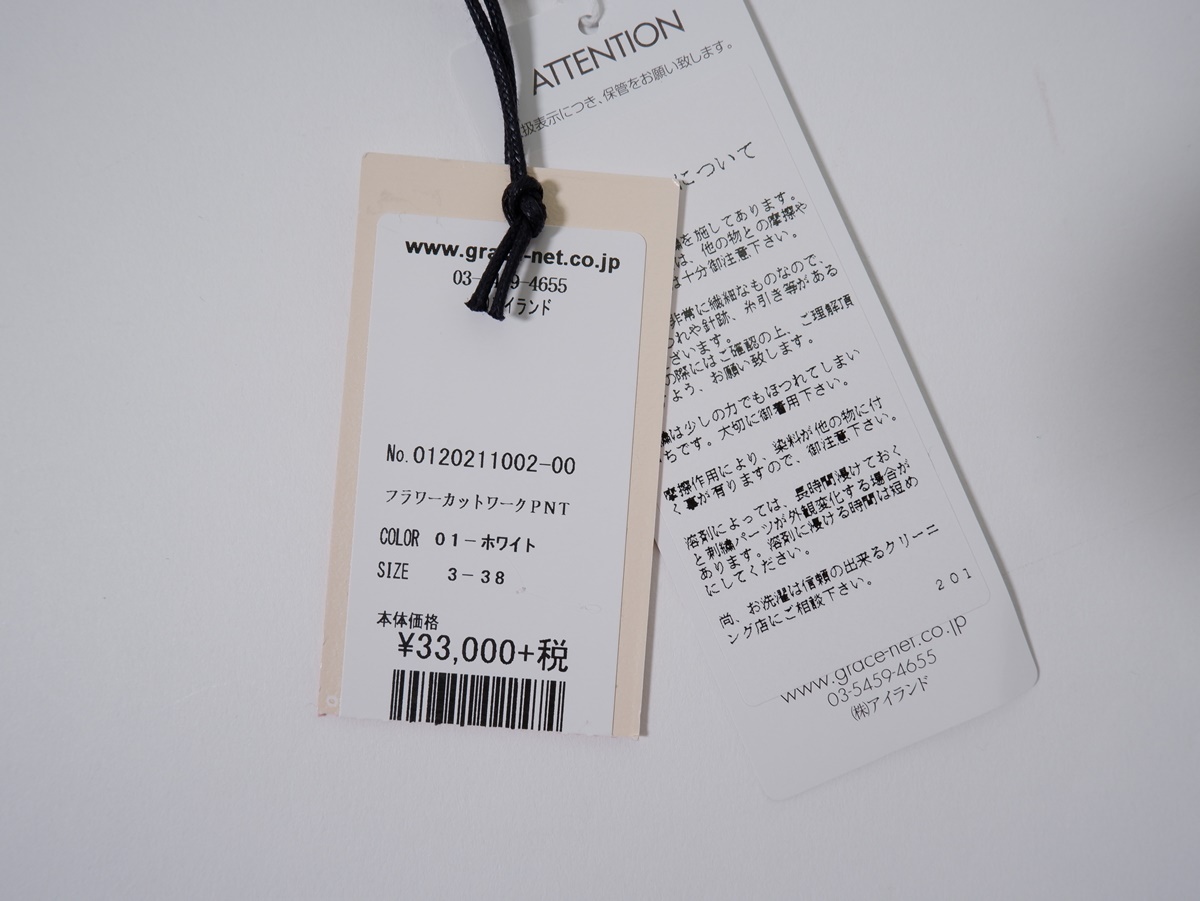 ATTENTION
扱表示につき、保管をお願い致します。
www.grace-net.co.jp
03-5459-4655
アイランド
No.0120211002-00
フラワーカットワークPNT
COLOR 01-ホワイト
SIZE 3-38
本体価格
¥33,000+税
について
を施してあります。
は、他の物との摩擦や
は十分御注意下さい。
非常に繊細なものなので、
つれや針跡、糸引き等がある
ざいます。
の際にはご確認の上、ご理解頂
よう、お願い致します。
繍は少しの力でもほつれてしまい
ちです。大切に御着用下さい。
摩擦作用により、染料が他の物に付
く事が有りますので、御注意下さい。
溶剤によっては、長時間浸けておく
と刺繍パーツが外観変化する場合が
あります。溶剤に浸ける時間は短め
にしてください。
尚、お洗濯は信頼の出来るクリーニ
ング店にご相談下さい。
201
www.grace-net.co.jp
03-5459-4655
㈱アイランド